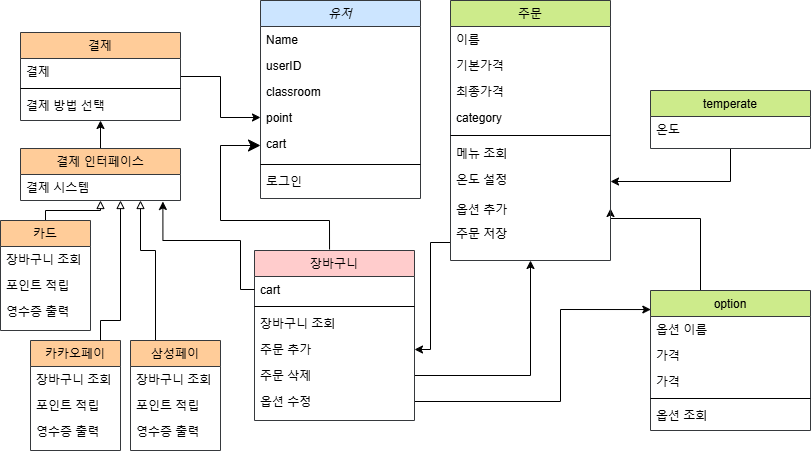 결제
결제
결제 방법 선택
결제 인터페이스
결제 시스템
카드
장바구니 조회
포인트 적립
영수증 출력
카카오페이
장바구니 조회
포인트 적립
영수증 출력
삼성페이
장바구니 조회
포인트 적립
영수증 출력
유저
Name
userID
classroom
point
cart
로그인
장바구니
cart
장바구니 조회
주문 추가
주문 삭제
옵션 수정
주문
이름
기본가격
최종가격
category
메뉴 조회
온도 설정
옵션 추가
주문 저장
temperate
온도
option
옵션 이름
가격
가격
옵션 조회